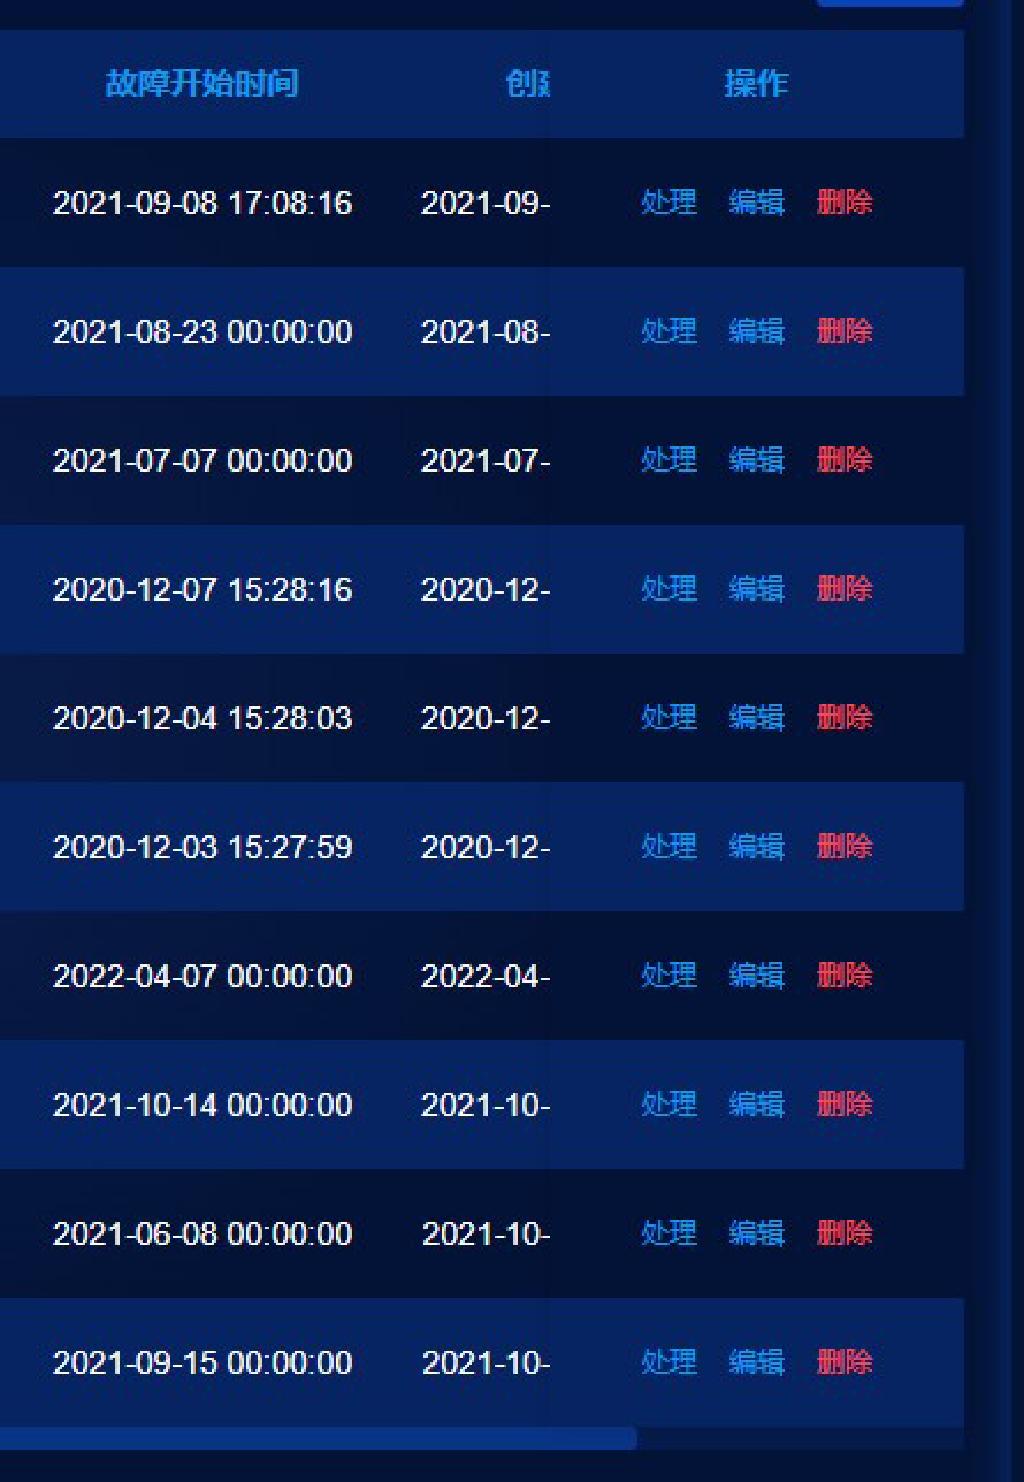 故障开始时间 创 操作
2021-09-08 17:08:16 2021-09- 处理 编辑 删除
2021-08-23 00:00:00 2021-08- 处理 编辑 删除
2021-07-07 00:00:00 2021-07- 处理 编辑 删除
2020-12-07 15:28:16 2020-12- 处理 编辑 删除
2020-12-04 15:28:03 2020-12- 处理 编辑 删除
2020-12-03 15:27:59 2020-12- 处理 编辑 删除
2022-04-07 00:00:00 2022-04- 处理 编辑 删除
2021-10-14 00:00:00 2021-10- 处理 编辑 删除
2021-06-08 00:00:00 2021-10- 处理 编辑 删除
2021-09-15 00:00:00 2021-10- 处理 编辑 删除